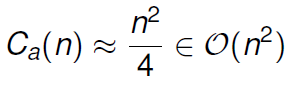 Cₐ(n) ≈ n²/4 ∈ 𝒪(n²)